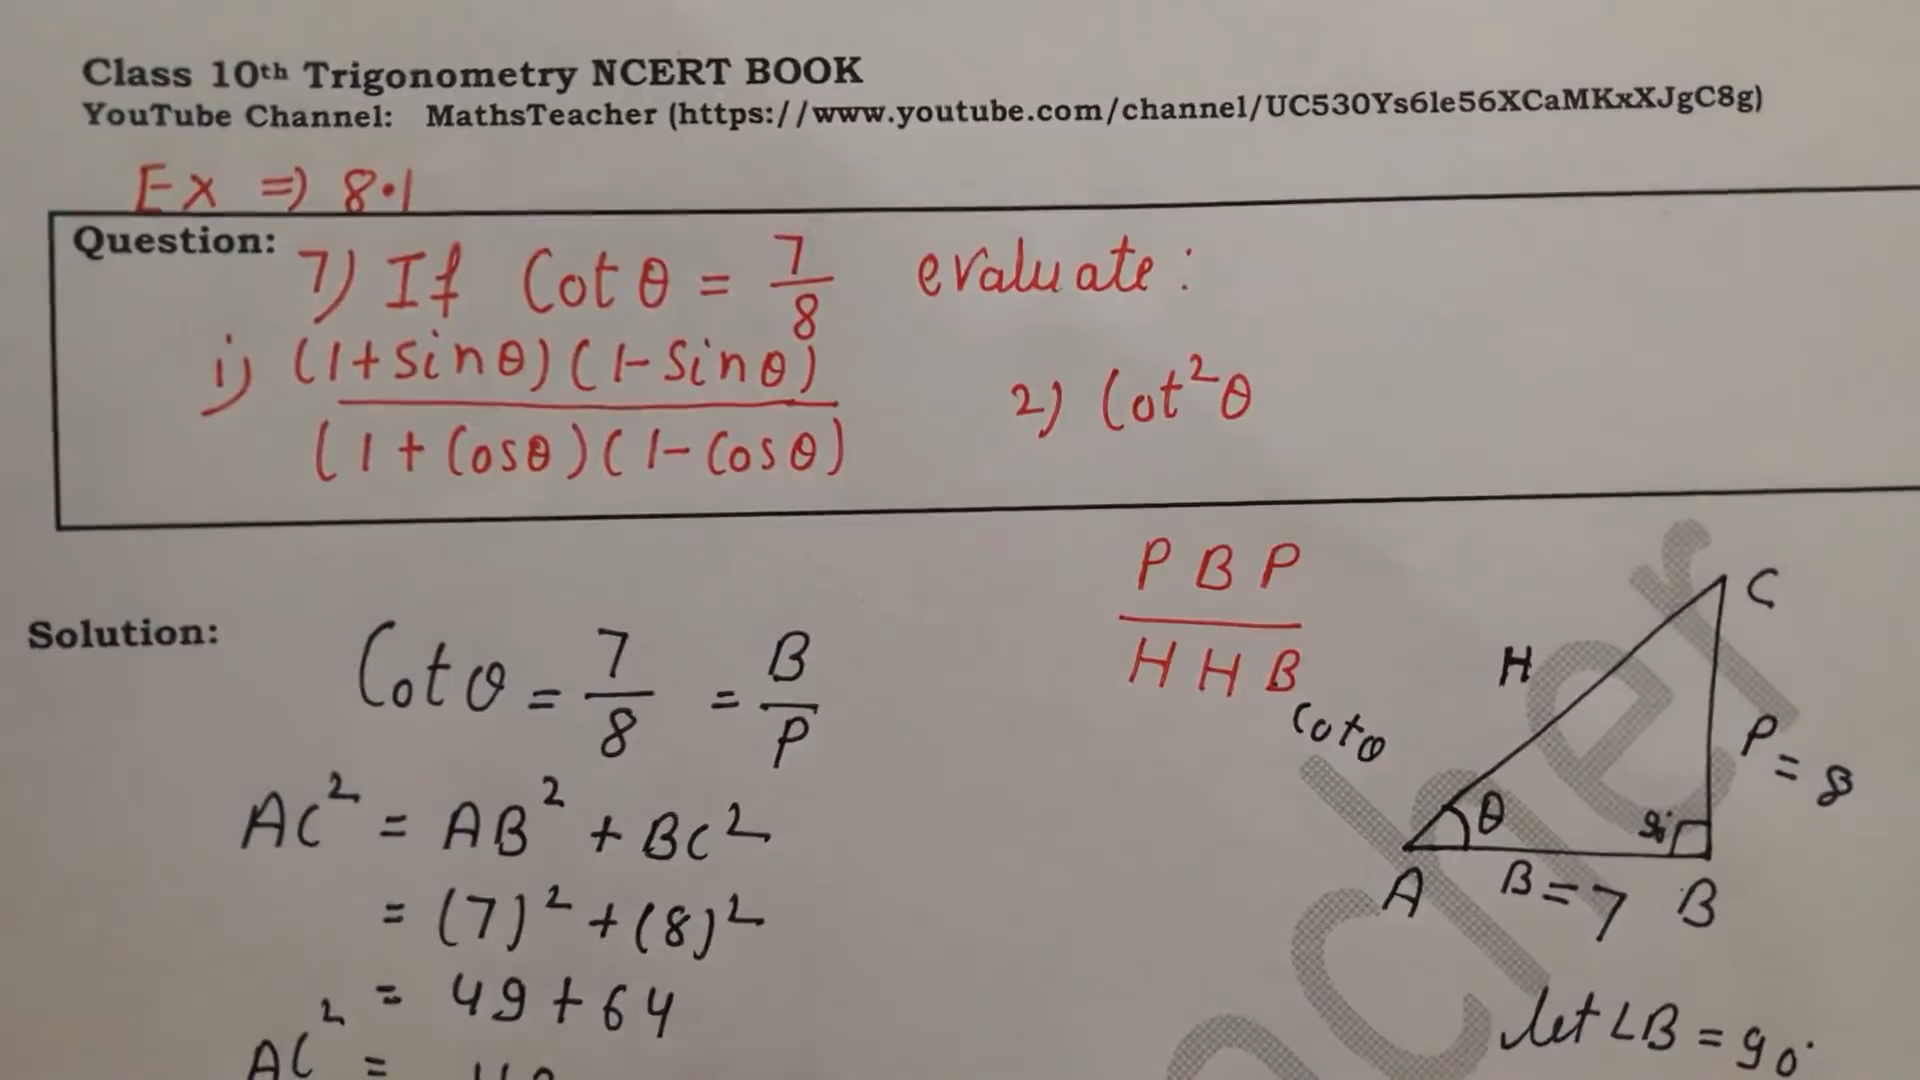 Class 10th Trigonometry NCERT BOOK
YouTube Channel: MathsTeacher (https://www.youtube.com/channel/UC530Ys6le56XCaMKxXJgC8g)
Ex ⇒ 8.1
Question: 7) If Cot θ = 7/8 evaluate:
i) (1+sinθ)(1-Sinθ) / (1+Cosθ)(1-Cosθ) 2) Cot²θ
Solution: Cot θ = 7/8 = B/P
P B P
H H B
Cotθ
C
H
P = 8
θ
90°
A B = 7 B
AC² = AB² + BC²
= (7)² + (8)²
= 49 + 64
AC² =
let ∠B = 90°